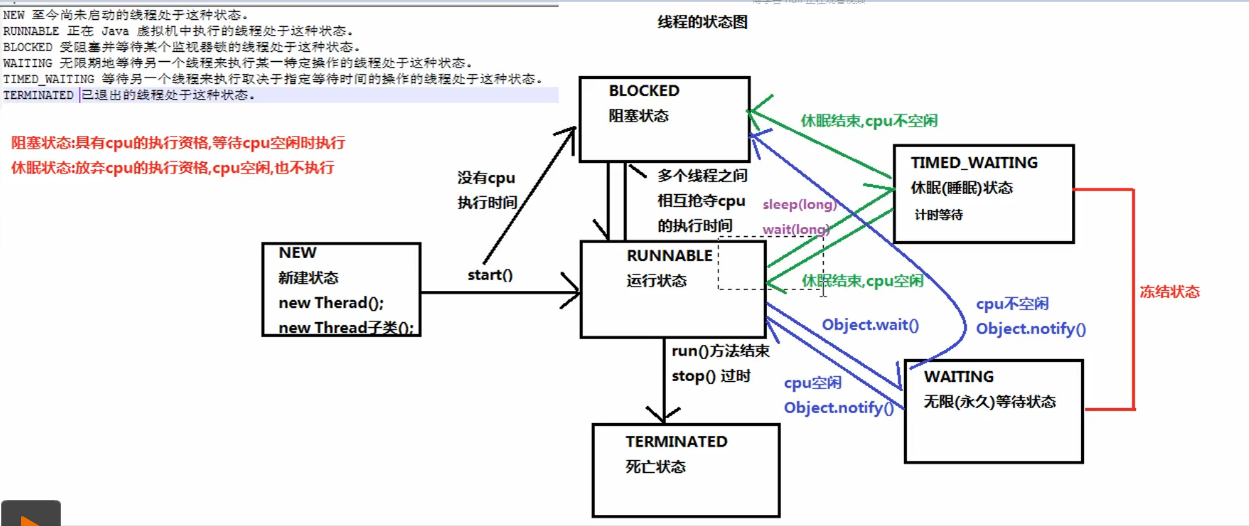 NEW 至今尚未启动的线程处于这种状态。
RUNNABLE 正在 Java 虚拟机中执行的线程处于这种状态。
BLOCKED 受阻塞并等待某个监视器锁的线程处于这种状态。
WAITING 无限期地等待另一个线程来执行某一特定操作的线程处于这种状态。
TIMED_WAITING 等待另一个线程来执行取决于指定等待时间的操作的线程处于这种状态。
TERMINATED 已退出的线程处于这种状态。
线程的状态图
阻塞状态:具有cpu的执行资格,等待cpu空闲时执行
休眠状态:放弃cpu的执行资格,cpu空闲,也不执行
BLOCKED
阻塞状态
休眠结束,cpu不空闲
TIMED_WAITING
休眠(睡眠)状态
计时等待
没有cpu
执行时间
多个线程之间
相互抢夺cpu
的执行时间
sleep(long)
wait(long)
NEW
新建状态
new Therad();
new Thread子类();
start()
RUNNABLE
运行状态
休眠结束,cpu空闲
冻结状态
cpu不空闲
Object.notify()
Object.wait()
run()方法结束
stop() 过时
cpu空闲
Object.notify()
WAITING
无限(永久)等待状态
TERMINATED
死亡状态